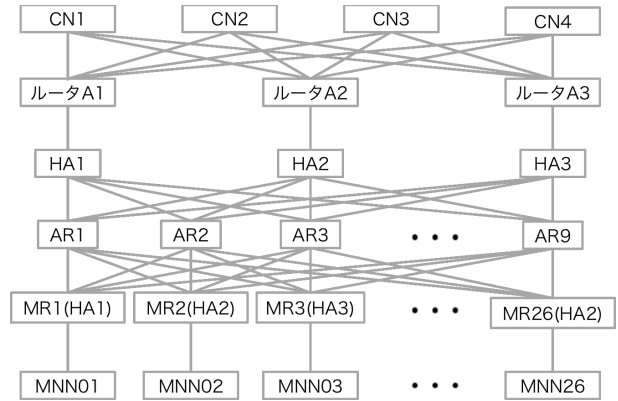 CN1 CN2 CN3 CN4
ルータA1 ルータA2 ルータA3
HA1 HA2 HA3
AR1 AR2 AR3 ・・・ AR9
MR1(HA1) MR2(HA2) MR3(HA3) ・・・ MR26(HA2)
MNN01 MNN02 MNN03 ・・・ MNN26